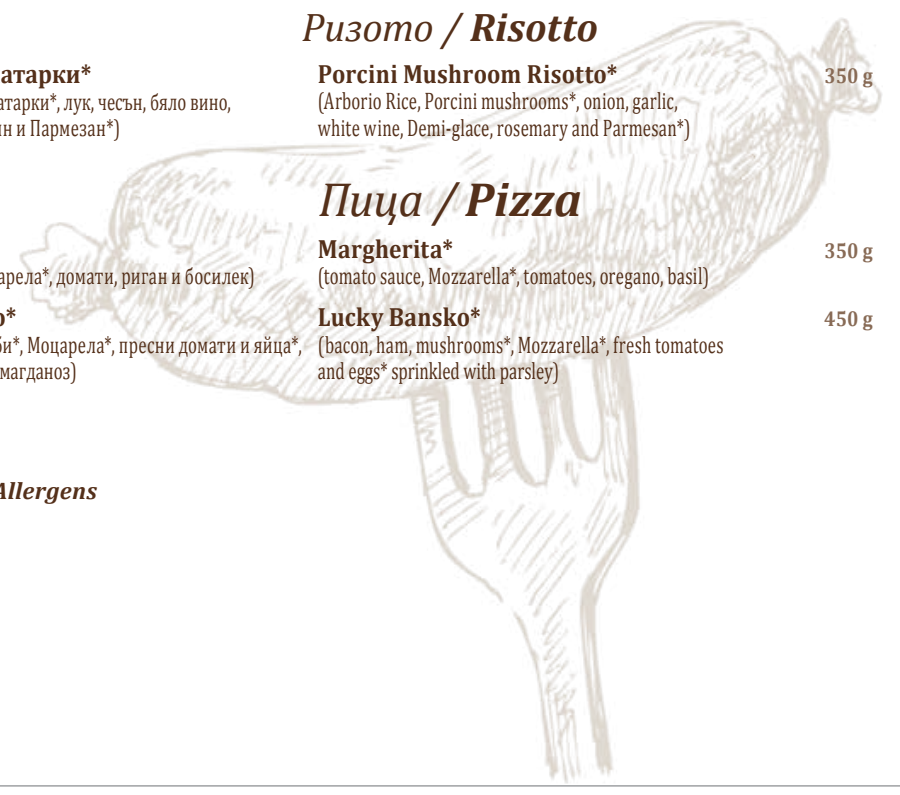 Ризото / Risotto
атарки* Porcini Mushroom Risotto* 350 g
атарки*, лук, чесън, бяло вино, (Arborio Rice, Porcini mushrooms*, onion, garlic,
ин и Пармезан*) white wine, Demi-glace, rosemary and Parmesan*)
Пица / Pizza
Margherita* 350 g
арела*, домати, риган и босилек) (tomato sauce, Mozzarella*, tomatoes, oregano, basil)
о* Lucky Bansko* 450 g
би*, Моцарела*, пресни домати и яйца*, (bacon, ham, mushrooms*, Mozzarella*, fresh tomatoes
магданоз) and eggs* sprinkled with parsley)
Allergens